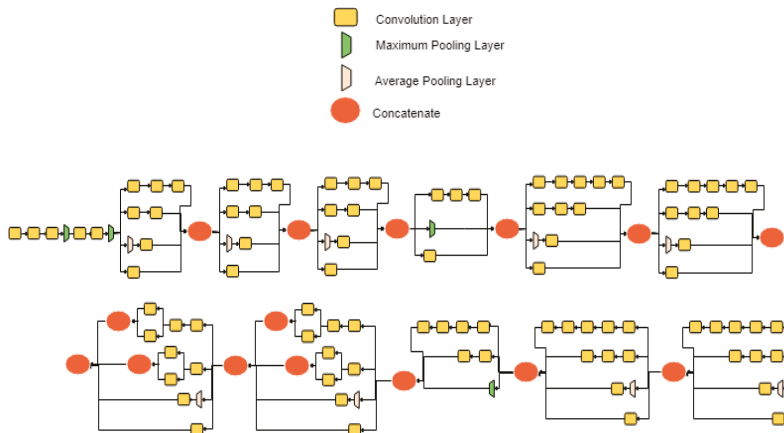 Convolution Layer
Maximum Pooling Layer
Average Pooling Layer
Concatenate